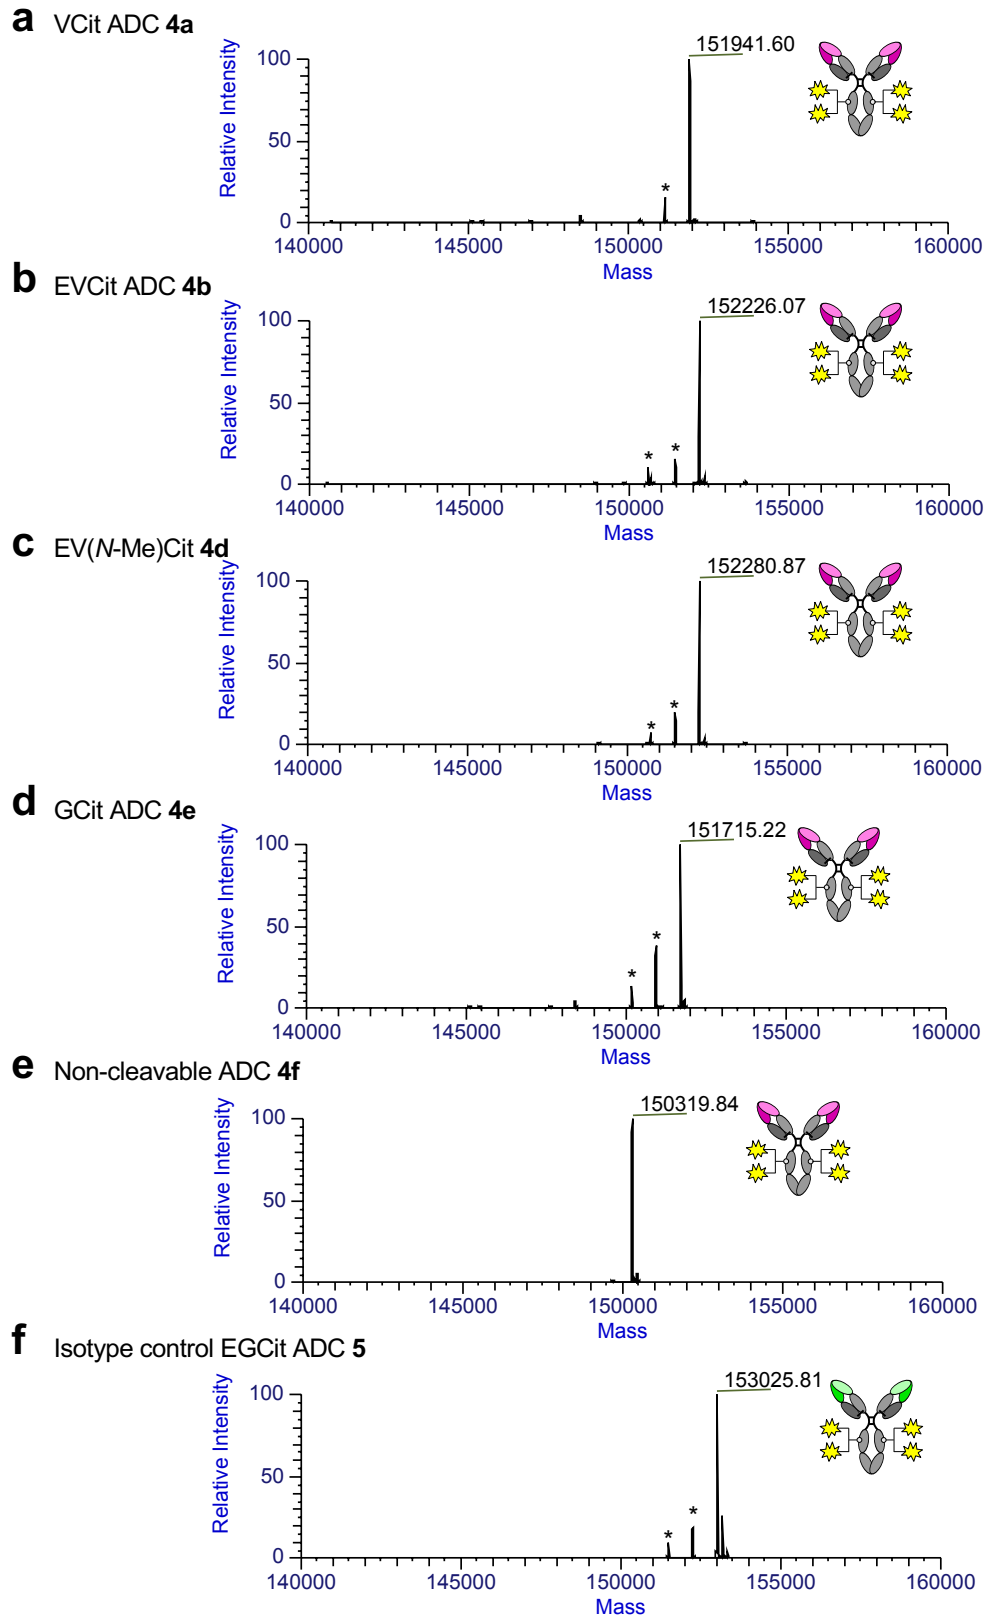 a VCit ADC 4a
151941.60
Relative Intensity
100
50
0
*
140000 145000 150000 155000 160000
Mass
b EVCit ADC 4b
152226.07
Relative Intensity
100
50
0
* *
140000 145000 150000 155000 160000
Mass
c EV(N-Me)Cit 4d
152280.87
Relative Intensity
100
50
0
* *
140000 145000 150000 155000 160000
Mass
d GCit ADC 4e
151715.22
Relative Intensity
100
50
0
* *
140000 145000 150000 155000 160000
Mass
e Non-cleavable ADC 4f
150319.84
Relative Intensity
100
50
0
140000 145000 150000 155000 160000
Mass
f Isotype control EGCit ADC 5
153025.81
Relative Intensity
100
50
0
* *
140000 145000 150000 155000 160000
Mass